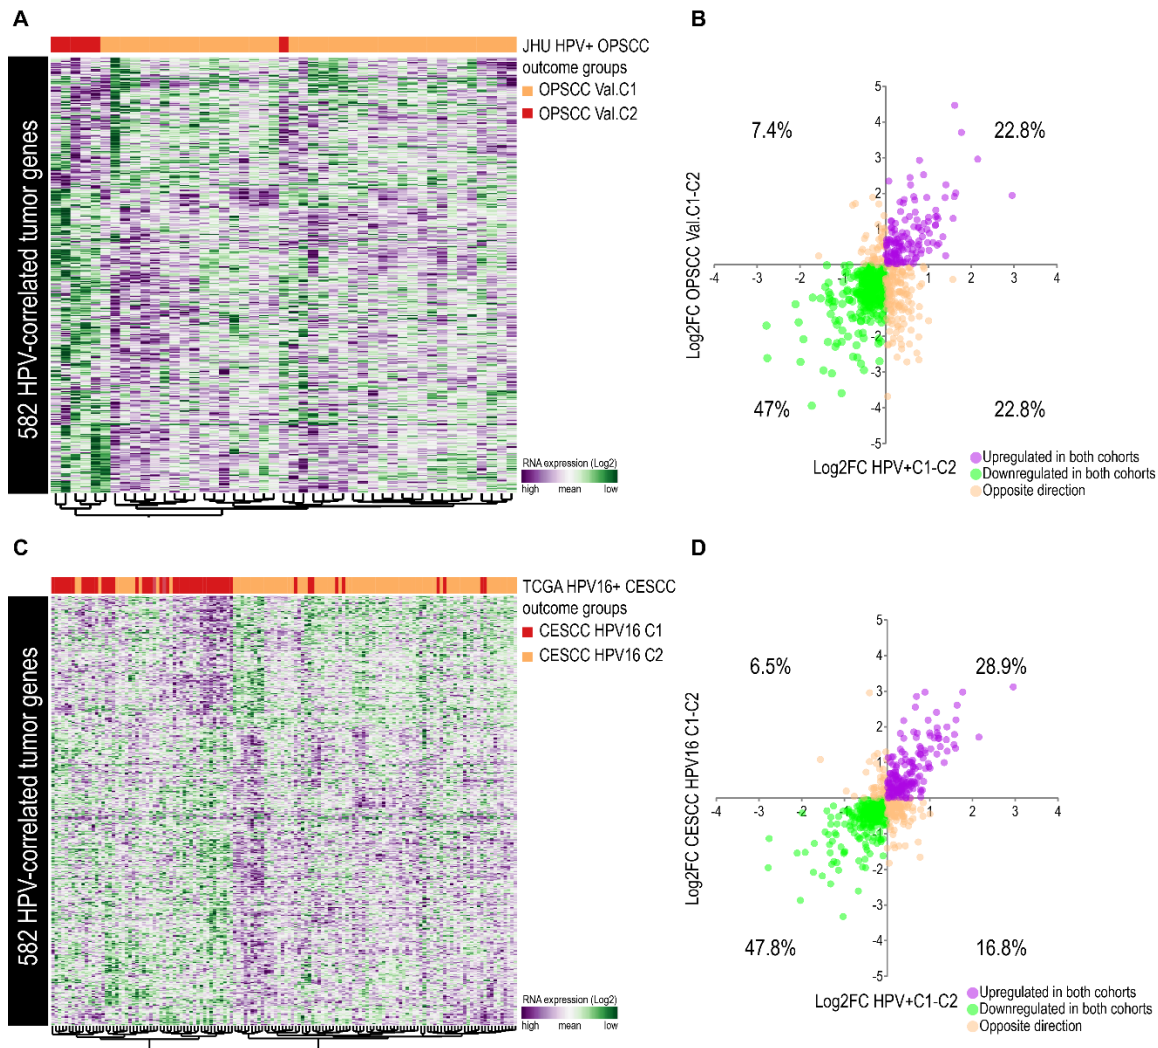 A
JHU HPV+ OPSCC
outcome groups
OPSCC Val.C1
OPSCC Val.C2
582 HPV-correlated tumor genes
RNA expression (Log2)
high mean low
B
7.4%
22.8%
5
4
3
2
1
-4 -3 -2 -1 1 2 3 4
-1
-2
-3
-4
-5
47%
22.8%
Log2FC OPSCC Val.C1-C2
Log2FC HPV+C1-C2
Upregulated in both cohorts
Downregulated in both cohorts
Opposite direction
C
TCGA HPV16+ CESCC
outcome groups
CESCC HPV16 C1
CESCC HPV16 C2
582 HPV-correlated tumor genes
RNA expression (Log2)
high mean low
D
6.5%
28.9%
5
4
3
2
1
-4 -3 -2 -1 1 2 3 4
-1
-2
-3
-4
-5
47.8%
16.8%
Log2FC CESCC HPV16 C1-C2
Log2FC HPV+C1-C2
Upregulated in both cohorts
Downregulated in both cohorts
Opposite direction